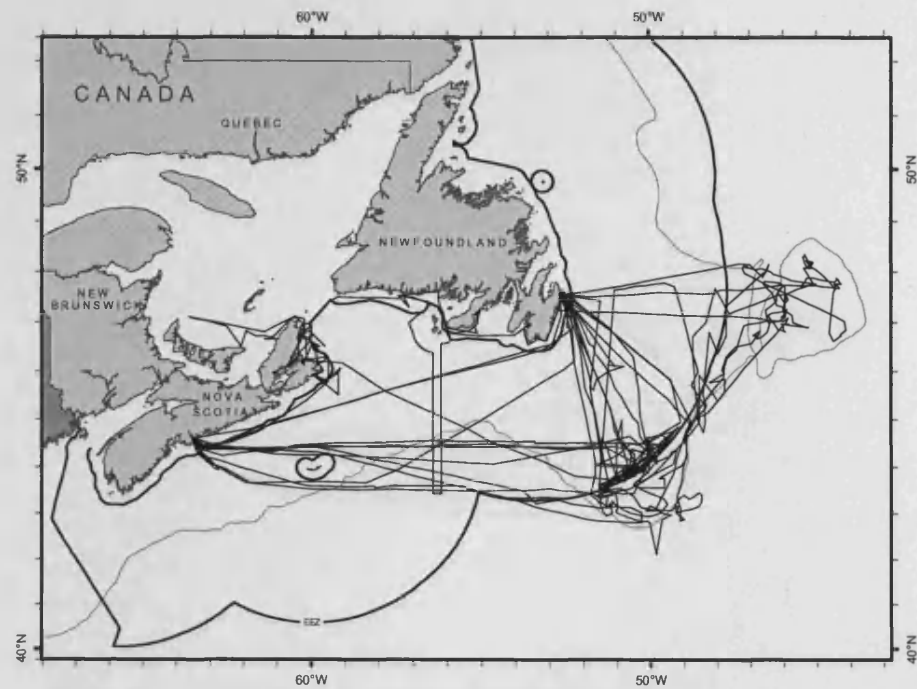 60°W
50°W
CANADA
QUEBEC
50°N
50°N
NEWFOUNDLAND
NEW
BRUNSWICK
NOVA
SCOTIA
EEZ
40°N
40°N
60°W
50°W